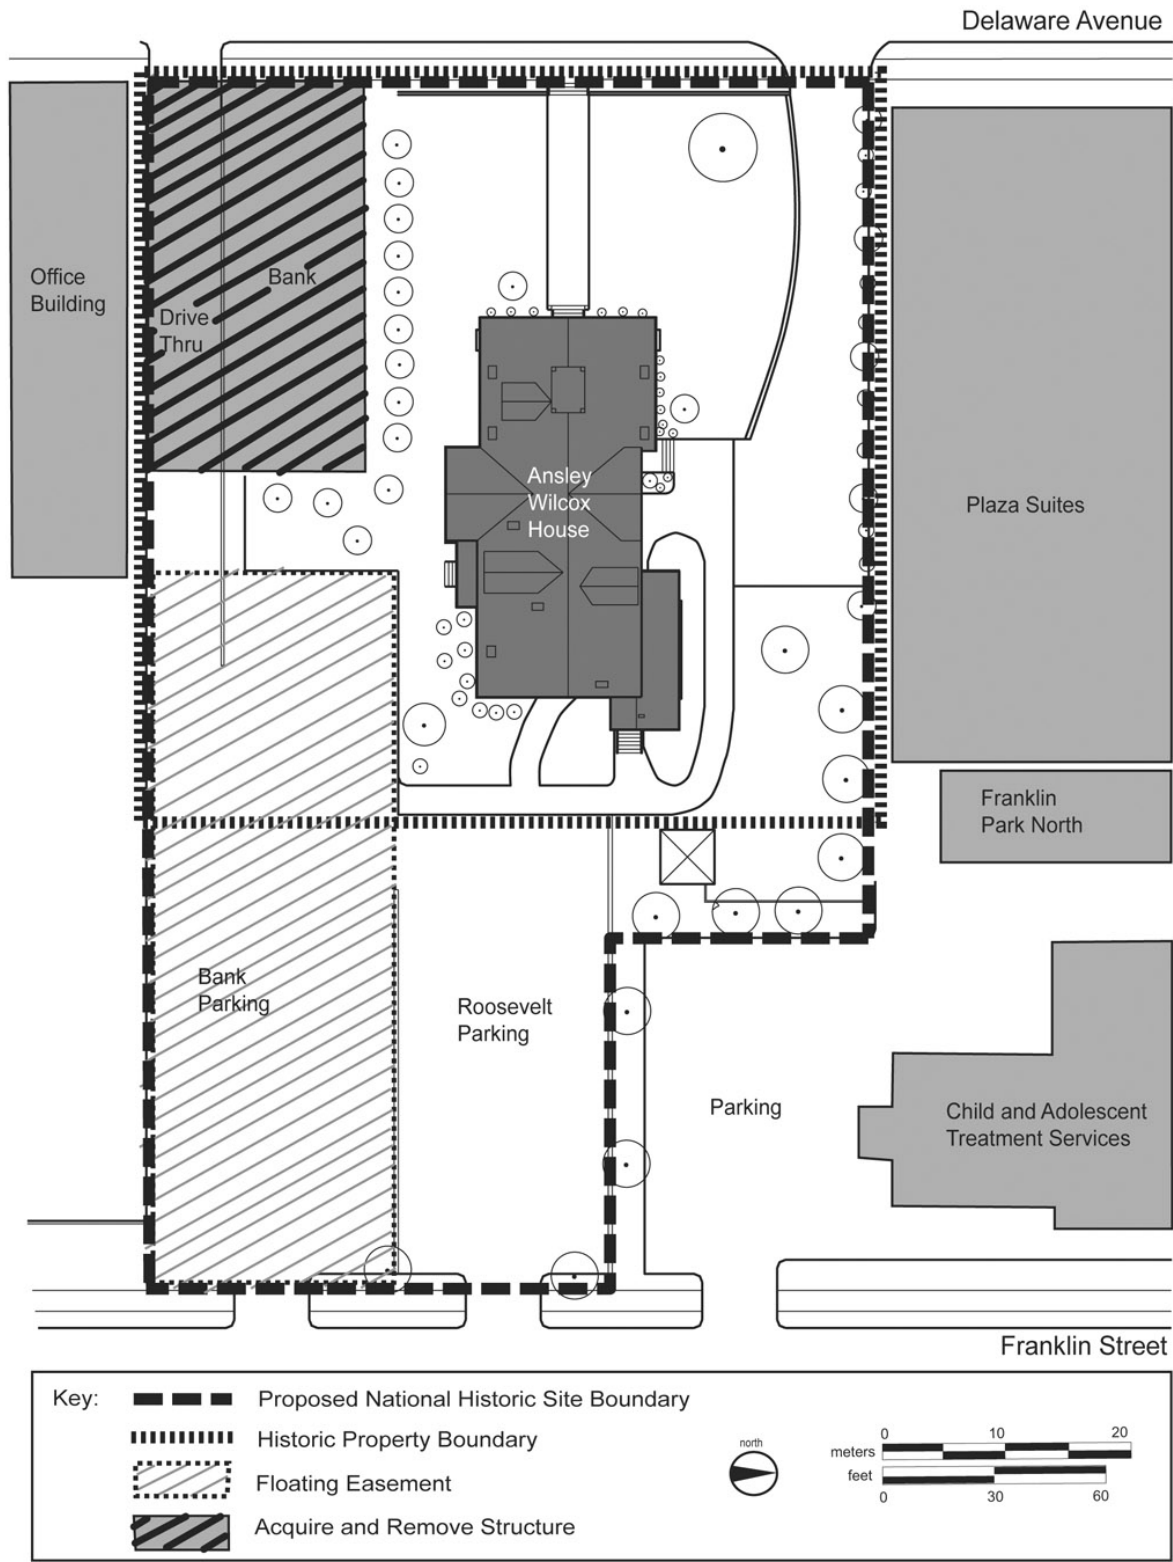 Delaware Avenue
Office
Building
Bank
Drive
Thru
Ansley
Wilcox
House
Plaza Suites
Franklin
Park North
Bank
Parking
Roosevelt
Parking
Parking
Child and Adolescent
Treatment Services
Franklin Street
Key:
Proposed National Historic Site Boundary
Historic Property Boundary
Floating Easement
Acquire and Remove Structure
north
0 10 20
meters
feet
0 30 60